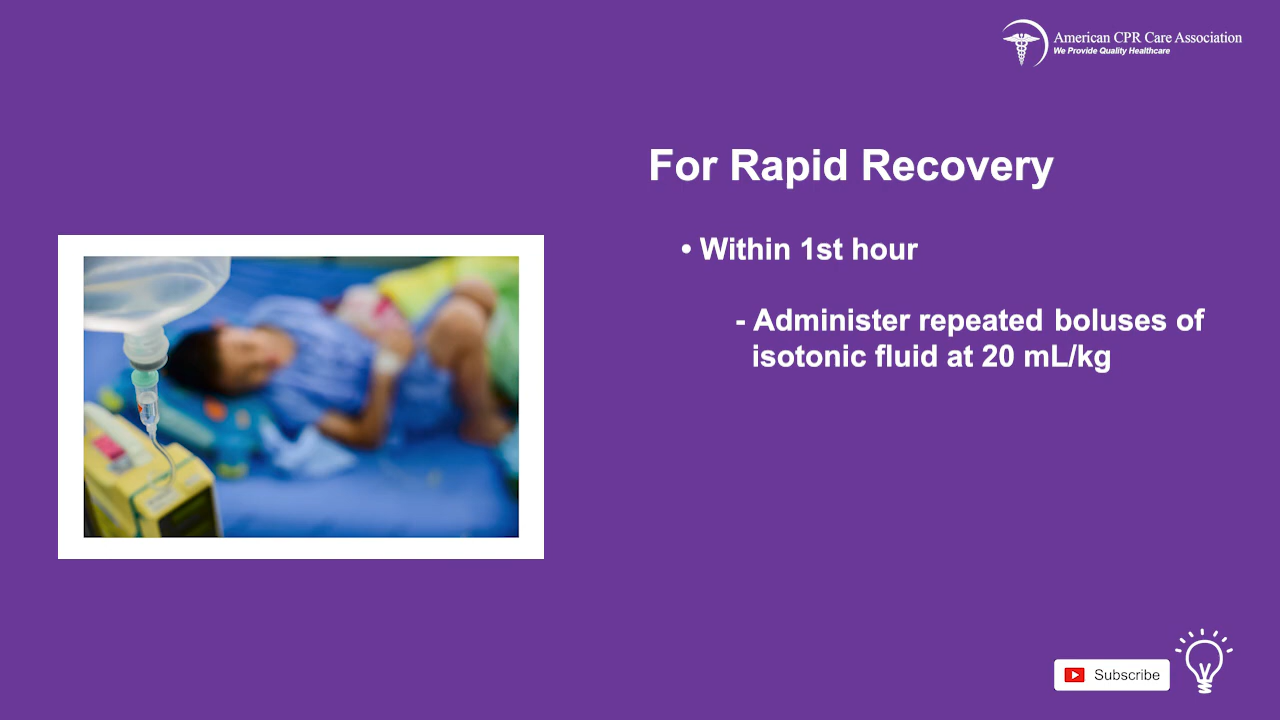 American CPR Care Association
We Provide Quality Healthcare
For Rapid Recovery
• Within 1st hour
- Administer repeated boluses of
isotonic fluid at 20 mL/kg
Subscribe